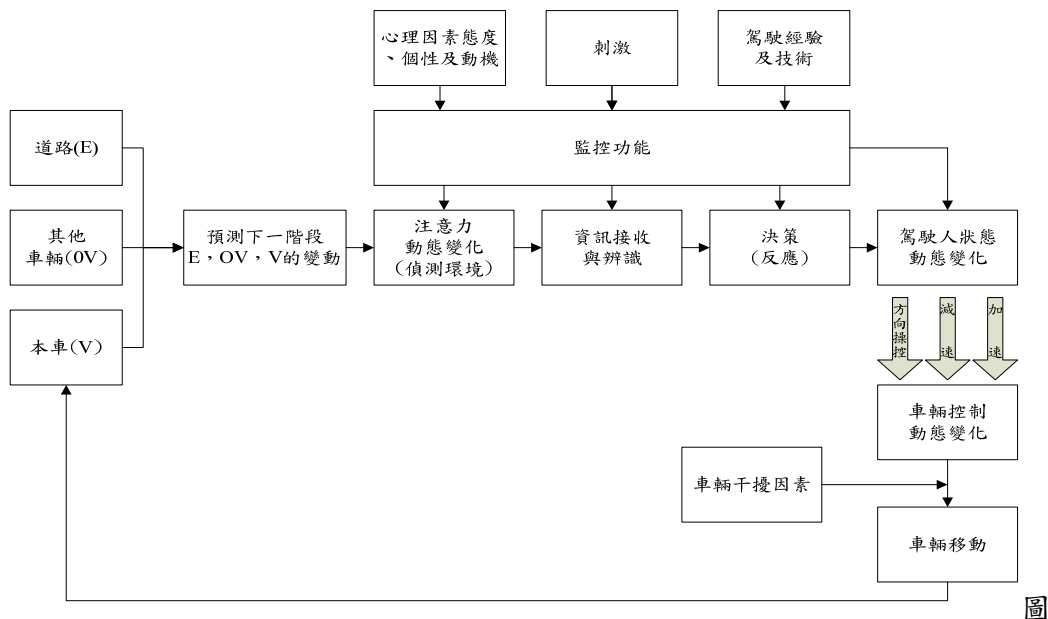 心理因素態度
、個性及動機
刺激
駕駛經驗
及技術
道路(E)
監控功能
其他
車輛(0V)
預測下一階段
E，OV，V的變動
注意力
動態變化
(偵測環境)
資訊接收
與辨識
決策
(反應)
駕駛人狀態
動態變化
本車(V)
方向操控
減速
加速
車輛控制
動態變化
車輛干擾因素
車輛移動
圖